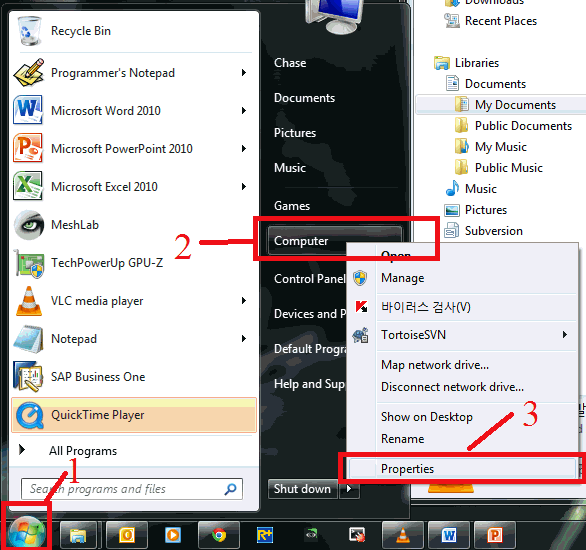 Recycle Bin
Programmer's Notepad
Microsoft Word 2010
Microsoft PowerPoint 2010
Microsoft Excel 2010
MeshLab
TechPowerUp GPU-Z
VLC media player
Notepad
SAP Business One
QuickTime Player
All Programs
Search programs and files
1
Chase
Documents
Pictures
Music
Games
Computer
2
Control Panel
Devices and P
Default Progra
Help and Supp
Shut down
Open
Manage
바이러스 검사(V)
TortoiseSVN
Map network drive...
Disconnect network drive...
Show on Desktop
Rename
Properties
3
Downloads
Recent Places
Libraries
Documents
My Documents
Public Documents
My Music
Public Music
Music
Pictures
Subversion